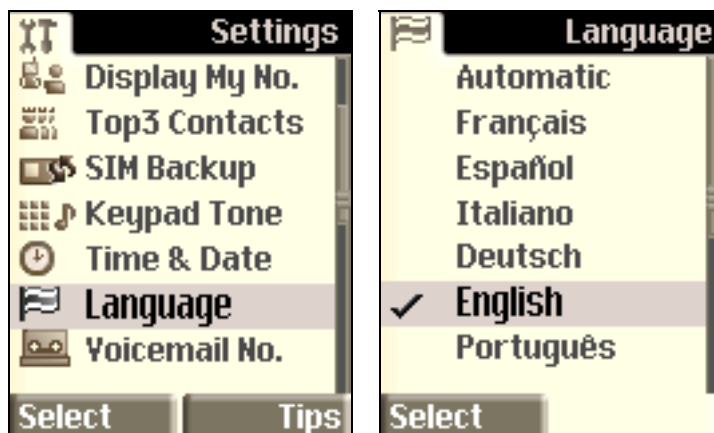 Settings
Display My No.
Top3 Contacts
SIM Backup
Keypad Tone
Time & Date
Language
Voicemail No.
Select
Tips
Language
Automatic
Français
Español
Italiano
Deutsch
English
Português
Select